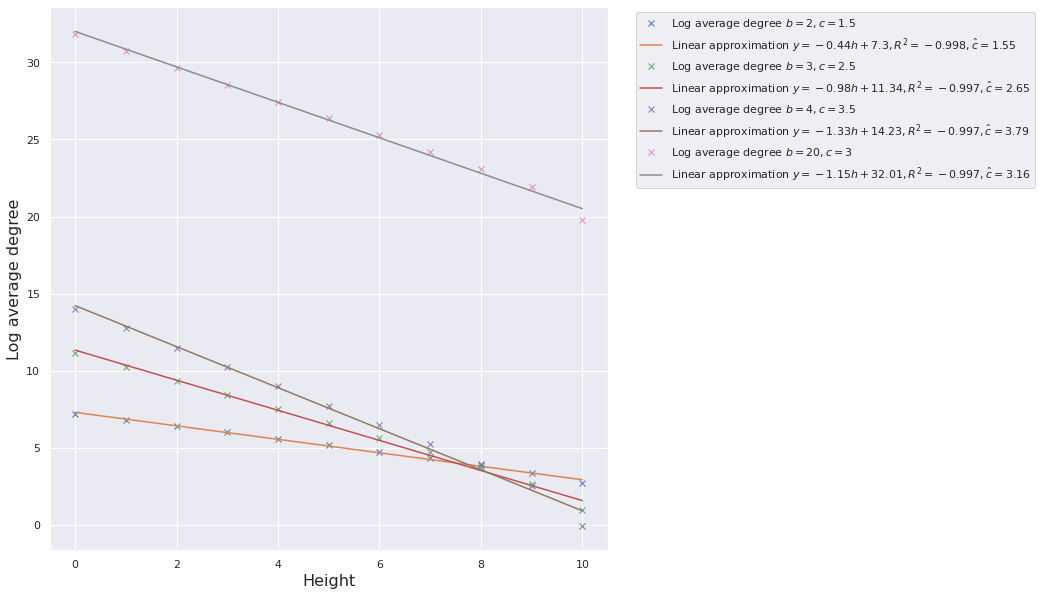 Log average degree b = 2, c = 1.5
Linear approximation y = −0.44h + 7.3, R² = −0.998, ĉ = 1.55
Log average degree b = 3, c = 2.5
Linear approximation y = −0.98h + 11.34, R² = −0.997, ĉ = 2.65
Log average degree b = 4, c = 3.5
Linear approximation y = −1.33h + 14.23, R² = −0.997, ĉ = 3.79
Log average degree b = 20, c = 3
Linear approximation y = −1.15h + 32.01, R² = −0.997, ĉ = 3.16
30
25
20
15
10
5
0
Log average degree
0 2 4 6 8 10
Height